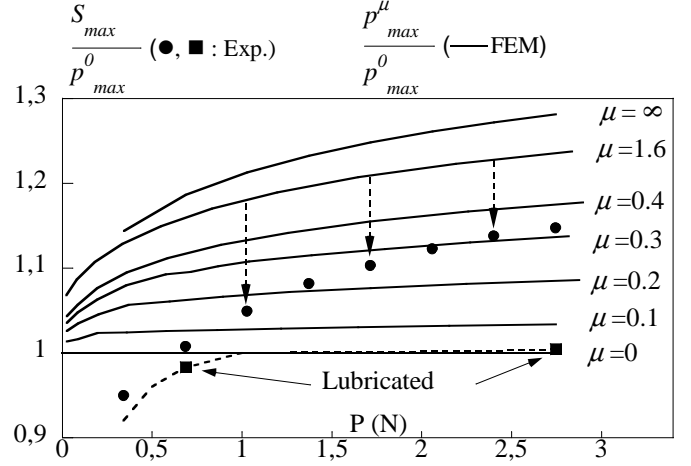 S_max / p^0_max (●, ■ : Exp.) p^μ_max / p^0_max (— FEM)
1,3
μ = ∞
μ =1.6
1,2
μ =0.4
μ =0.3
1,1
μ =0.2
μ =0.1
1
μ =0
Lubricated
0,9
P (N)
0 0,5 1 1,5 2 2,5 3